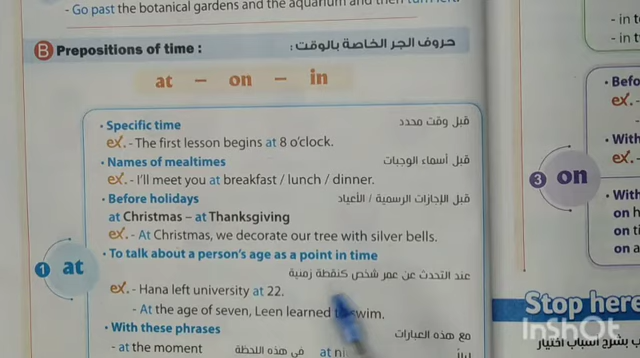 - Go past the botanical gardens and the aquarium and then turn left.
B Prepositions of time : حروف الجر الخاصة بالوقت :
at – on – in
• Specific time قبل وقت محدد
ex. - The first lesson begins at 8 o'clock.
• Names of mealtimes قبل أسماء الوجبات
ex. - I'll meet you at breakfast / lunch / dinner.
• Before holidays قبل الإجازات الرسمية / الأعياد
at Christmas – at Thanksgiving
ex. - At Christmas, we decorate our tree with silver bells.
1 at
• To talk about a person's age as a point in time
عند التحدث عن عمر شخص كنقطة زمنية
ex. - Hana left university at 22.
- At the age of seven, Leen learned to swim.
• With these phrases مع هذه العبارات
- at the moment في هذه اللحظة at
- in
- in
• Befo
ex. -
• With
ex. -
3 on
• With
on
on
on a
Stop here
بشرح أسباب اختيار
InShOt